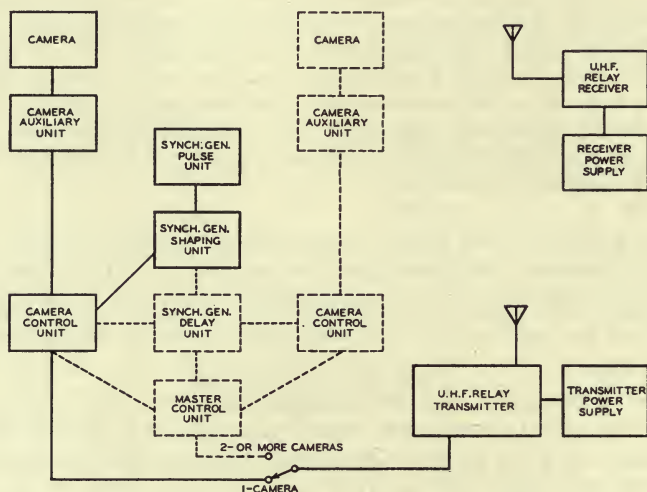 CAMERA
CAMERA
AUXILIARY
UNIT
SYNCH. GEN.
PULSE
UNIT
SYNCH. GEN.
SHAPING
UNIT
CAMERA
CONTROL
UNIT
SYNCH. GEN.
DELAY
UNIT
MASTER
CONTROL
UNIT
CAMERA
CAMERA
AUXILIARY
UNIT
CAMERA
CONTROL
UNIT
2-OR MORE CAMERAS
1-CAMERA
U.H.F.
RELAY
RECEIVER
RECEIVER
POWER
SUPPLY
U.H.F. RELAY
TRANSMITTER
TRANSMITTER
POWER
SUPPLY